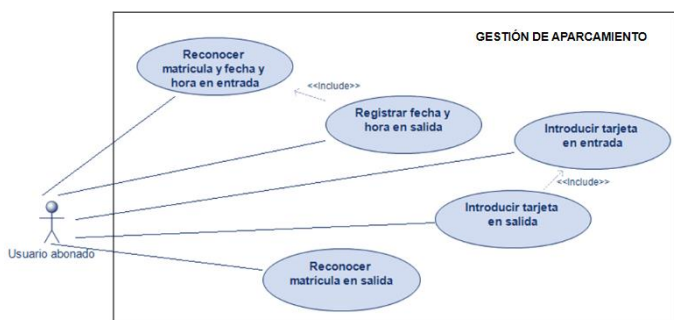 GESTIÓN DE APARCAMIENTO
Reconocer
matricula y fecha y
hora en entrada
<<Include>>
Registrar fecha y
hora en salida
Introducir tarjeta
en entrada
<<Include>>
Introducir tarjeta
en salida
Usuario abonado
Reconocer
matricula en salida